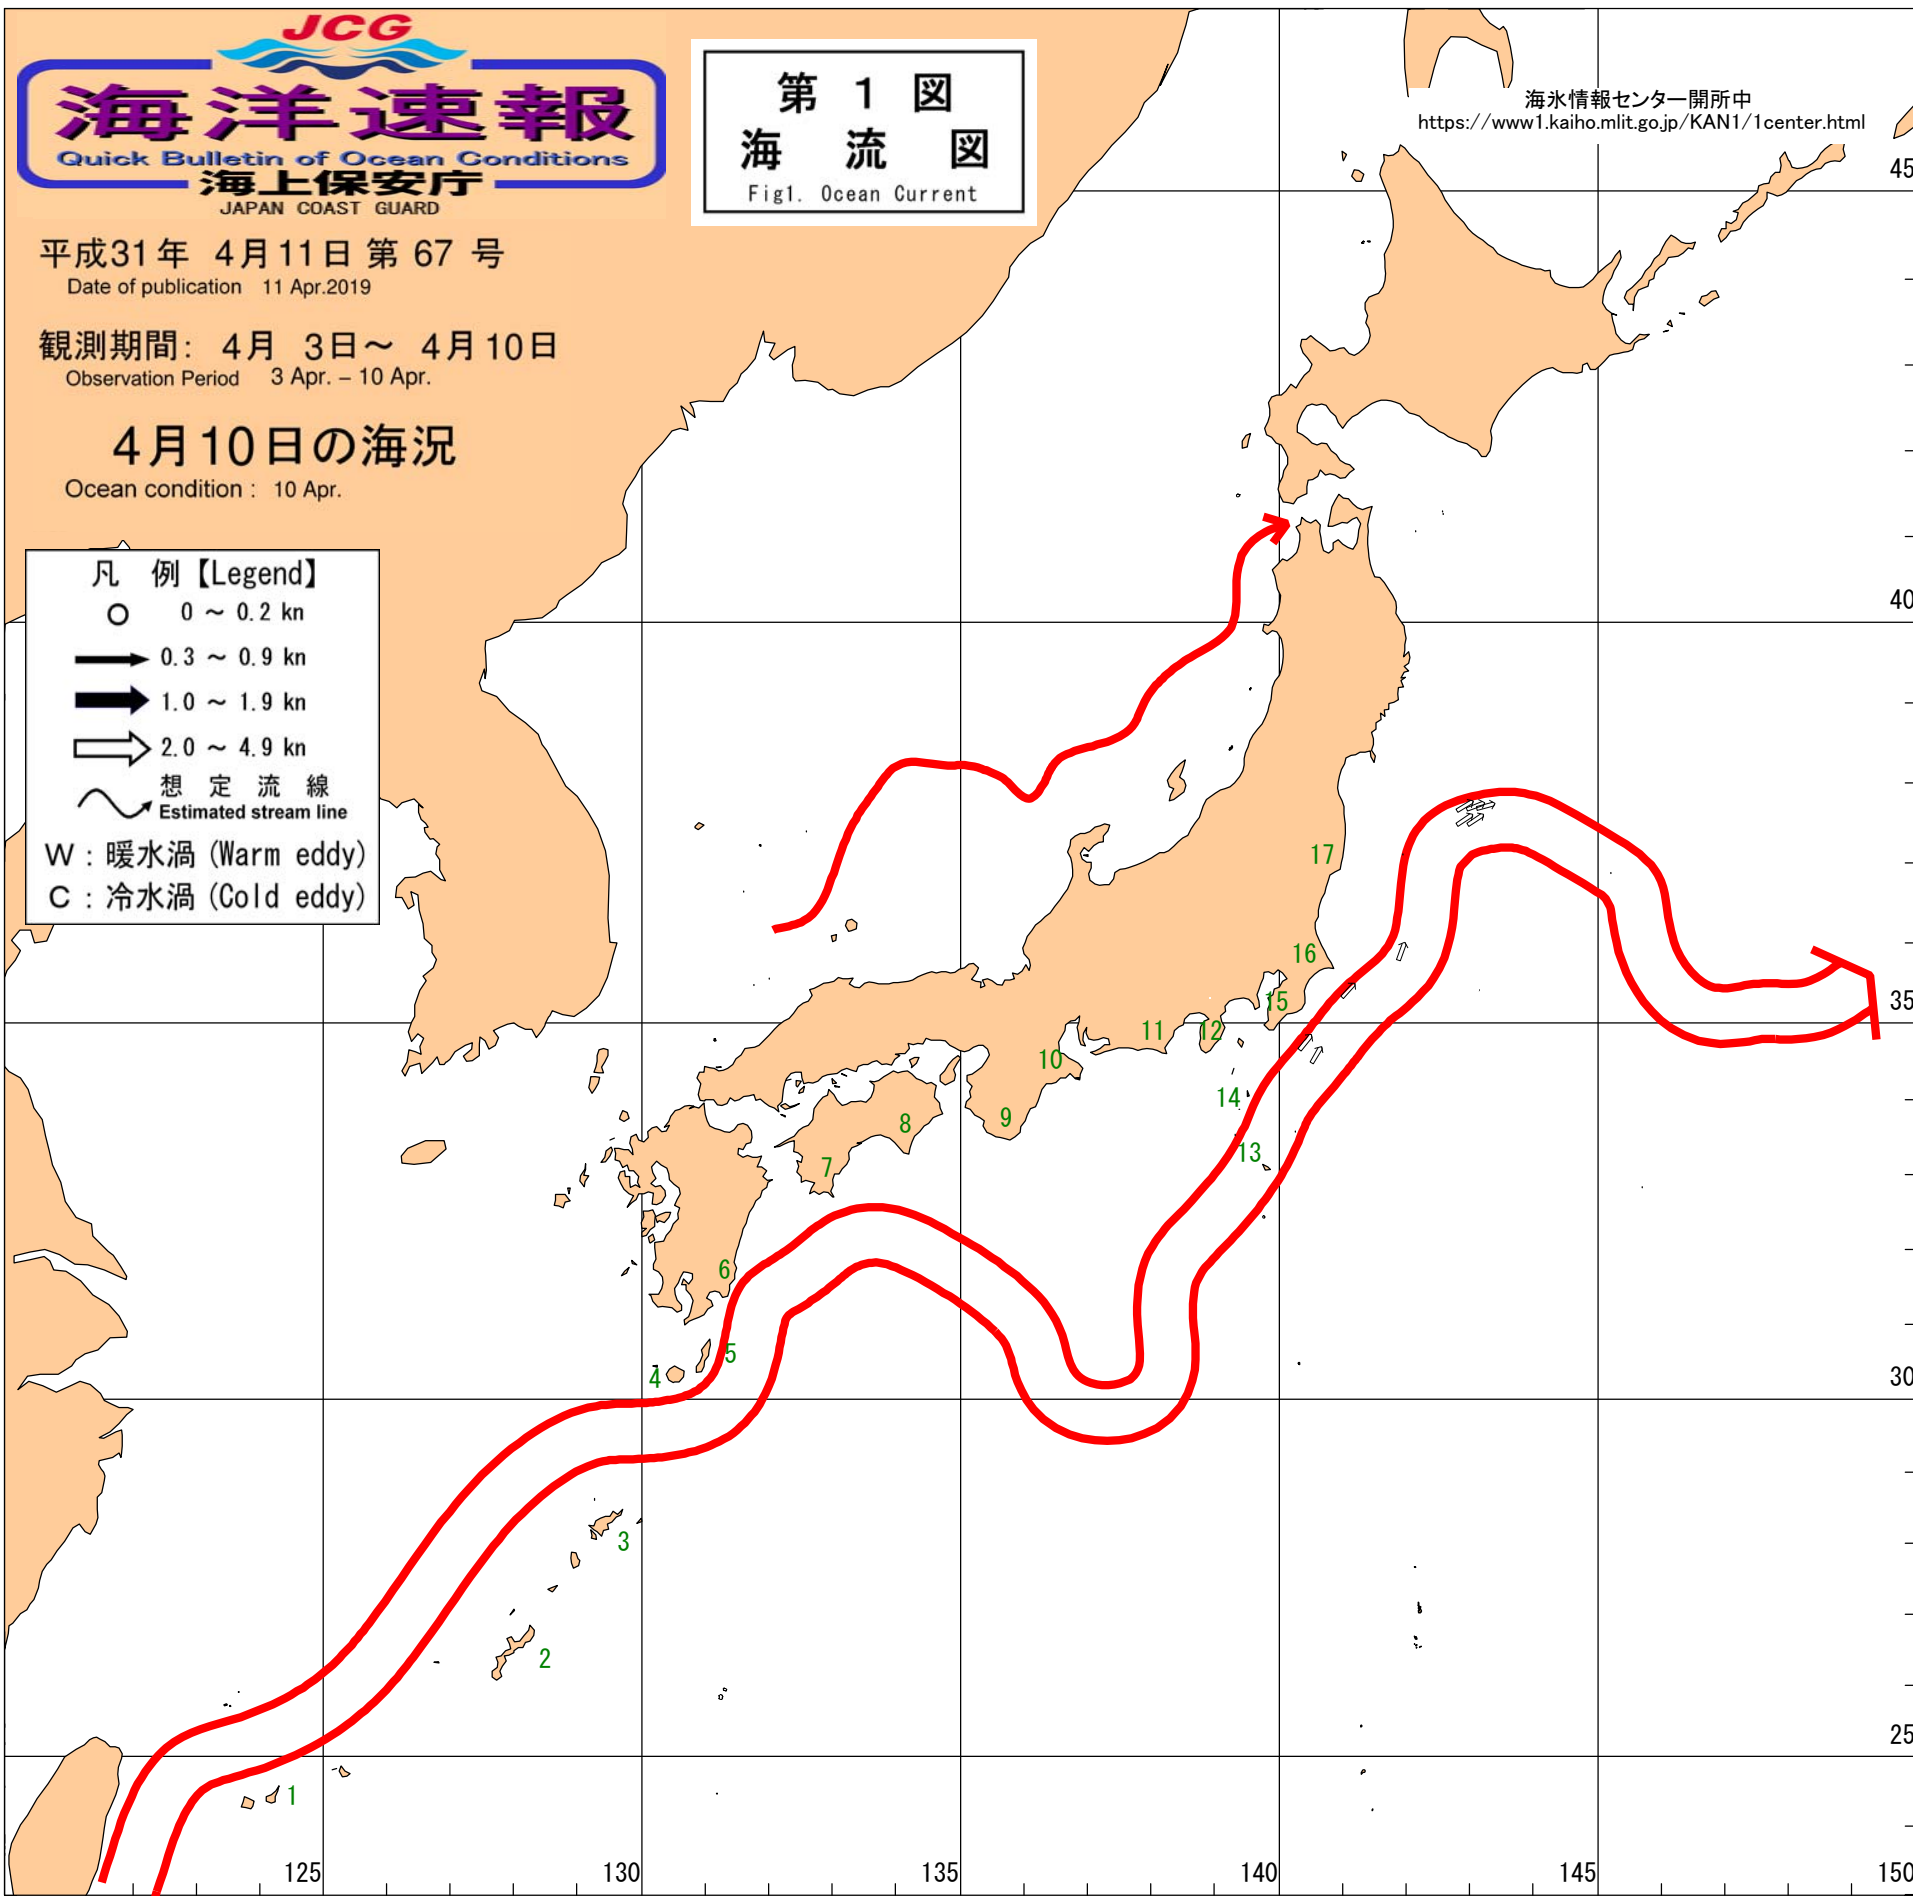 JCG
海洋速報
Quick Bulletin of Ocean Conditions
海上保安庁
JAPAN COAST GUARD
第 1 図
海 流 図
Fig1. Ocean Current
海氷情報センター開所中
https://www1.kaiho.mlit.go.jp/KAN1/1center.html
平成31年 4月11日 第 67 号
Date of publication 11 Apr.2019
観測期間: 4月 3日～ 4月10日
Observation Period 3 Apr. – 10 Apr.
4月10日の海況
Ocean condition : 10 Apr.
凡 例【Legend】
0 ～ 0.2 kn
0.3 ～ 0.9 kn
1.0 ～ 1.9 kn
2.0 ～ 4.9 kn
想 定 流 線
Estimated stream line
W : 暖水渦 (Warm eddy)
C : 冷水渦 (Cold eddy)
45
40
17
16
35
15
11
12
10
14
9
8
13
7
6
5
4
30
3
2
25
1
125
130
135
140
145
150